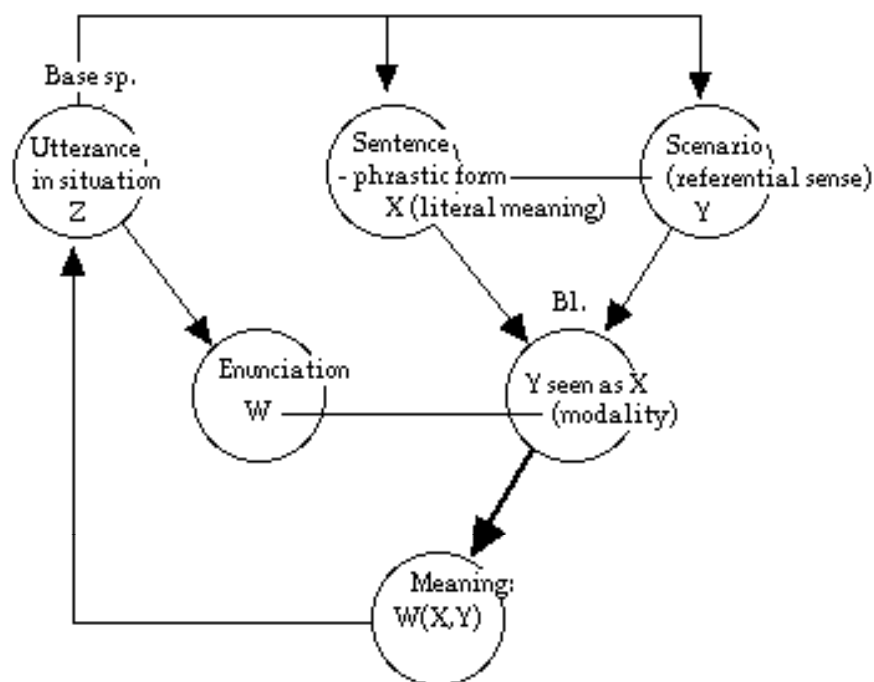 Base sp.
Utterance
in situation
Z
Sentence
- phrastic form
X (literal meaning)
Scenario
(referential sense)
Y
Bl.
Enunciation
W
Y seen as X
(modality)
Meaning:
W(X,Y)